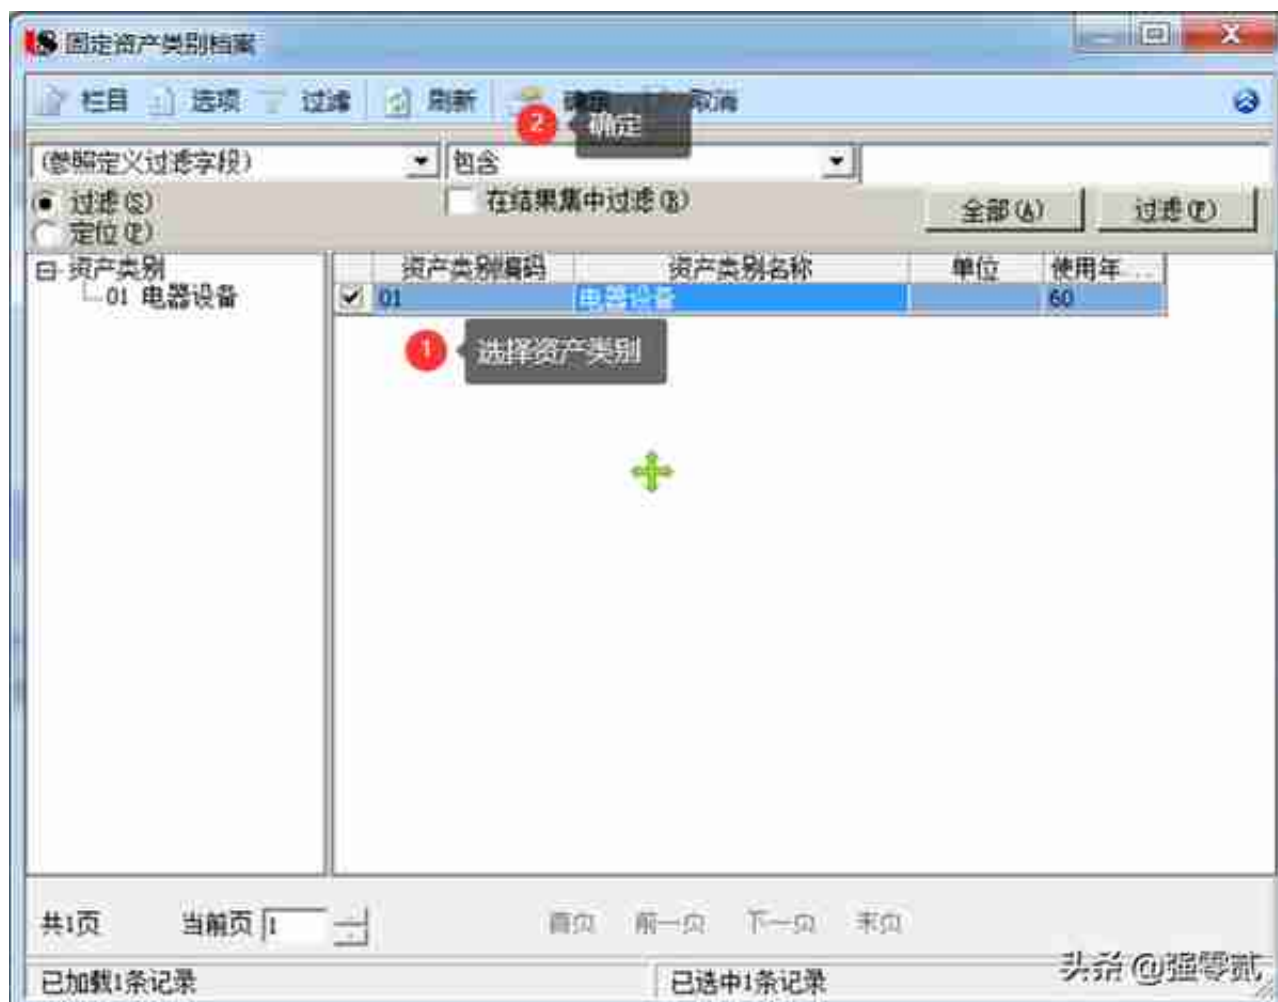 固定资产类别档案
栏目 选项 过滤 刷新 确定 取消
2 确定
(参照定义过滤字段) 包含
过滤(S) 在结果集中过滤(B) 全部(A) 过滤(F)
定位(P)
资产类别 资产类别编码 资产类别名称 单位 使用年...
01 电器设备 01 电器设备 60
1 选择资产类别
共1页 当前页 1 首页 前一页 下一页 末页
已加载1条记录 已选中1条记录
头条 @强零贰